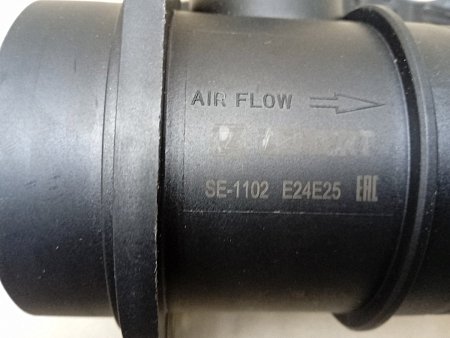 AIR FLOW
SE-1102 E24E25 EAC